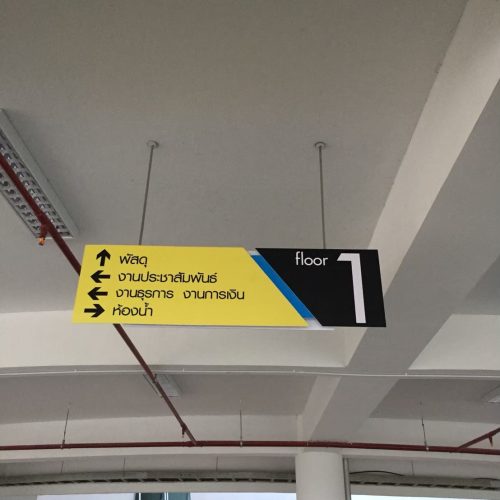 พัสดุ
งานประชาสัมพันธ์
งานธุรการ งานการเงิน
ห้องน้ำ
floor 1